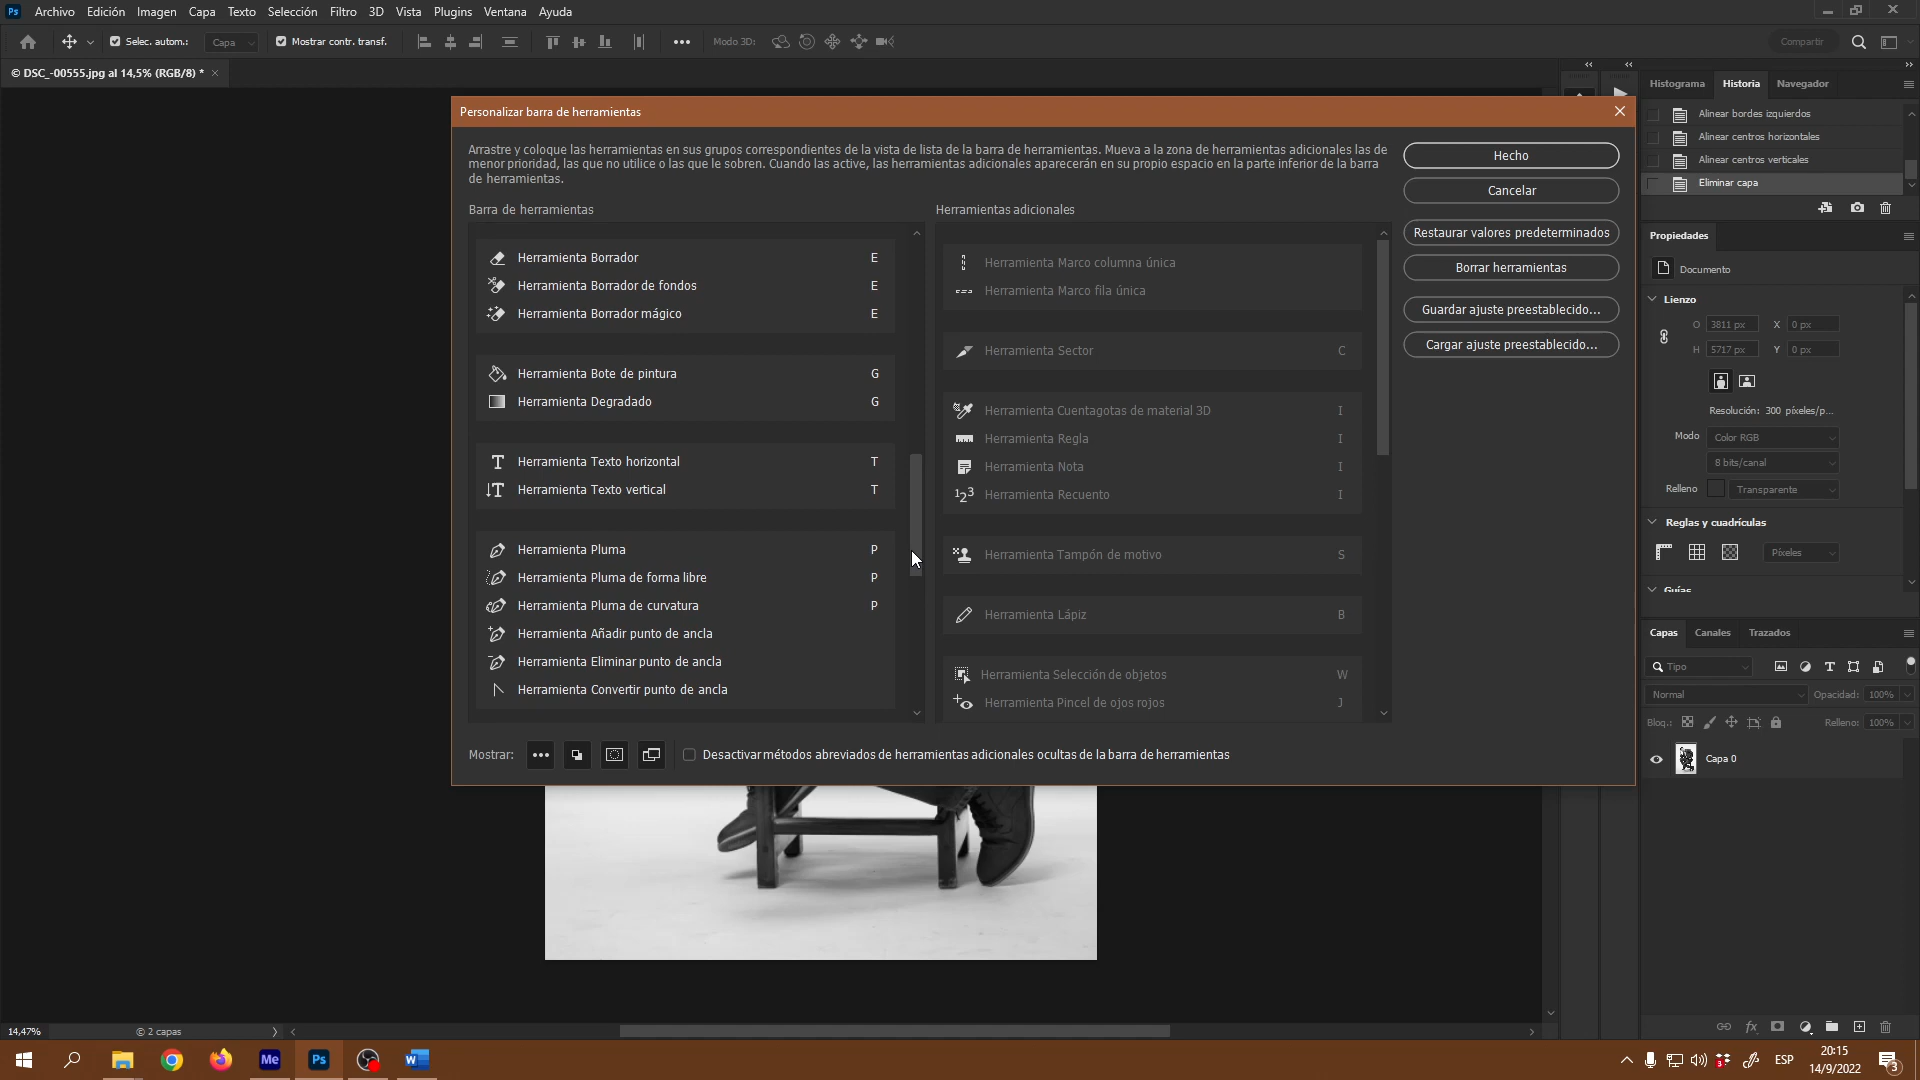 Ps Archivo Edición Imagen Capa Texto Selección Filtro 3D Vista Plugins Ventana Ayuda
Selec. autom.: Capa Mostrar contr. transf. Modo 3D: Compartir
© DSC_-00555.jpg al 14,5% (RGB/8) *
Histograma Historia Navegador
Alinear bordes izquierdos
Alinear centros horizontales
Alinear centros verticales
Eliminar capa
Personalizar barra de herramientas
Arrastre y coloque las herramientas en sus grupos correspondientes de la vista de lista de la barra de herramientas. Mueva a la zona de herramientas adicionales las de
menor prioridad, las que no utilice o las que le sobren. Cuando las active, las herramientas adicionales aparecerán en su propio espacio en la parte inferior de la barra
de herramientas.
Hecho
Cancelar
Restaurar valores predeterminados
Borrar herramientas
Guardar ajuste preestablecido...
Cargar ajuste preestablecido...
Barra de herramientas
Herramienta Borrador E
Herramienta Borrador de fondos E
Herramienta Borrador mágico E
Herramienta Bote de pintura G
Herramienta Degradado G
Herramienta Texto horizontal T
Herramienta Texto vertical T
Herramienta Pluma P
Herramienta Pluma de forma libre P
Herramienta Pluma de curvatura P
Herramienta Añadir punto de ancla
Herramienta Eliminar punto de ancla
Herramienta Convertir punto de ancla
Herramientas adicionales
Herramienta Marco columna única
Herramienta Marco fila única
Herramienta Sector C
Herramienta Cuentagotas de material 3D I
Herramienta Regla I
Herramienta Nota I
Herramienta Recuento I
Herramienta Tampón de motivo S
Herramienta Lápiz B
Herramienta Selección de objetos W
Herramienta Pincel de ojos rojos J
Mostrar: Desactivar métodos abreviados de herramientas adicionales ocultas de la barra de herramientas
Propiedades
Documento
Lienzo
O 3811 px X 0 px
H 5717 px Y 0 px
Resolución: 300 píxeles/p...
Modo Color RGB
8 bits/canal
Relleno Transparente
Reglas y cuadrículas
Píxeles
Guías
Capas Canales Trazados
Tipo
Normal Opacidad: 100%
Bloq.: Relleno: 100%
Capa 0
14,47% © 2 capas
Me Ps W ESP 20:15
14/9/2022 3